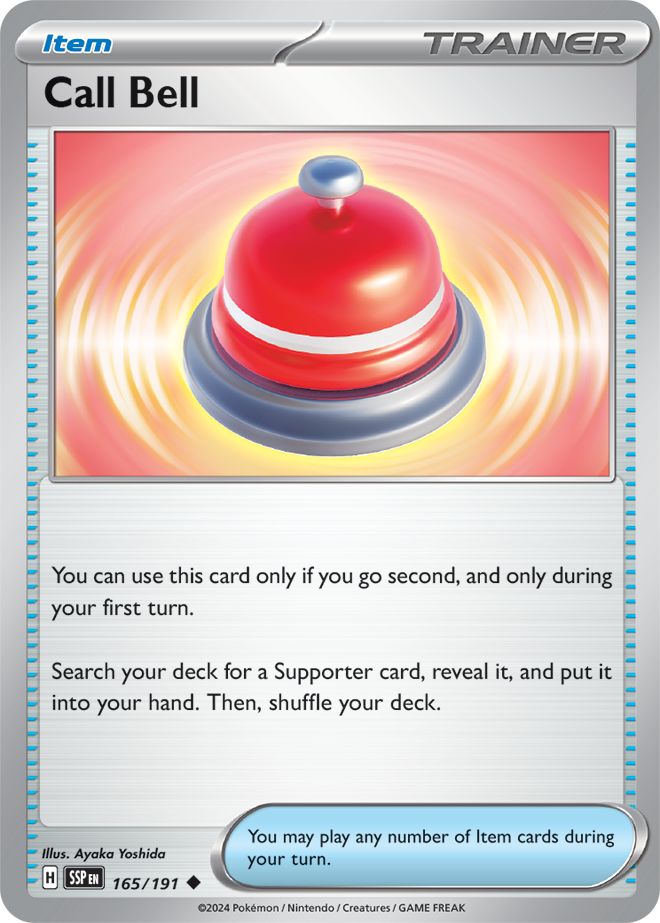 Item
TRAINER
Call Bell
You can use this card only if you go second, and only during
your first turn.
Search your deck for a Supporter card, reveal it, and put it
into your hand. Then, shuffle your deck.
You may play any number of Item cards during
your turn.
Illus. Ayaka Yoshida
H SSP EN 165/191 ◆
©2024 Pokémon / Nintendo / Creatures / GAME FREAK